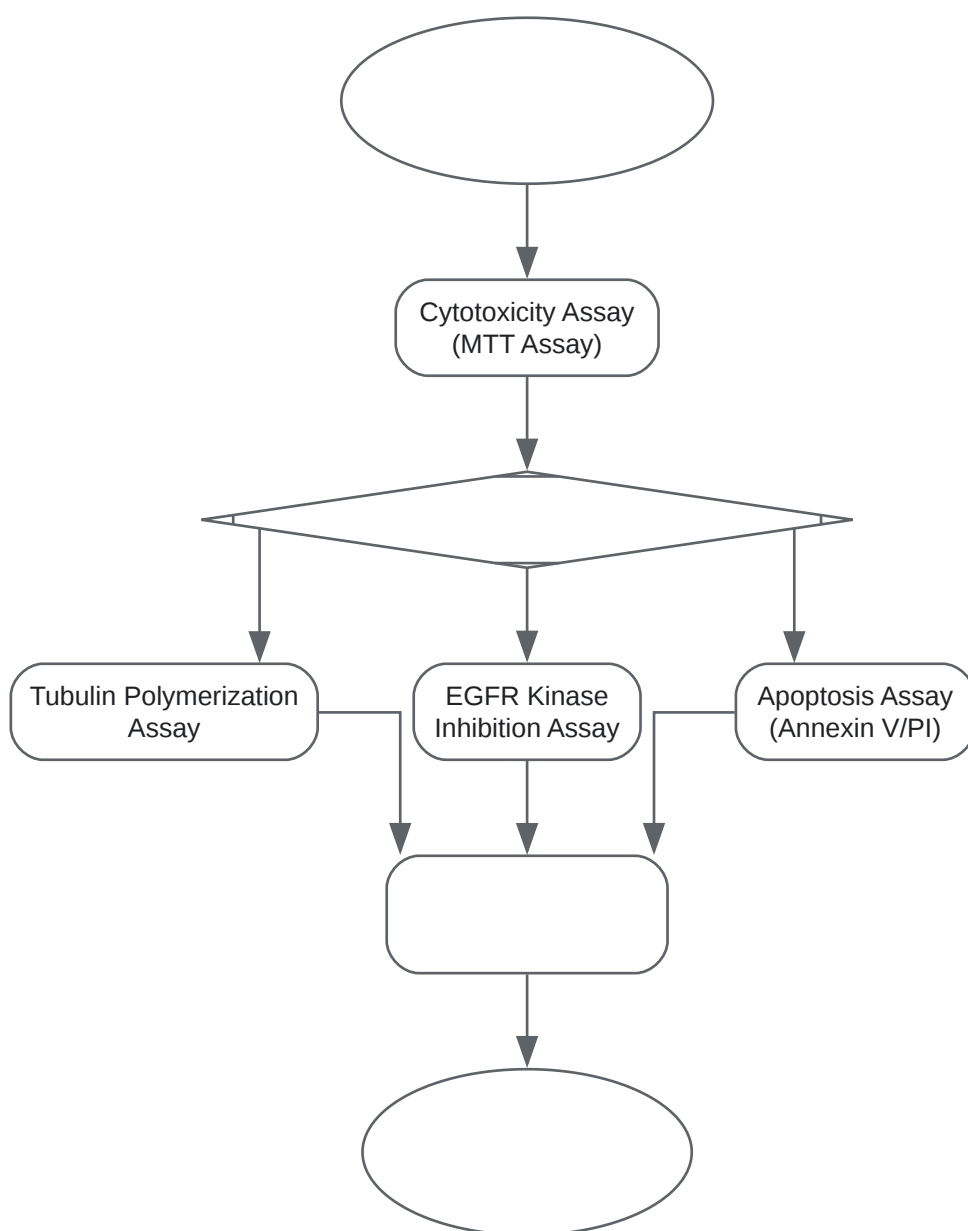 Cytotoxicity Assay
(MTT Assay)
Tubulin Polymerization
Assay
EGFR Kinase
Inhibition Assay
Apoptosis Assay
(Annexin V/PI)